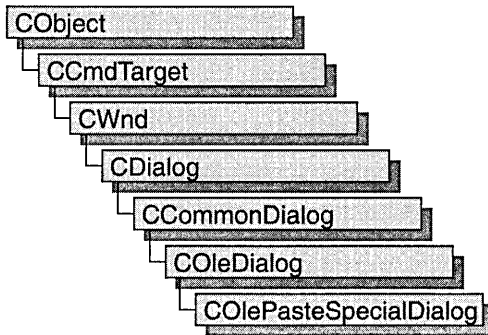 CObject
CCmdTarget
CWnd
CDialog
CCommonDialog
COleDialog
COlePasteSpecialDialog